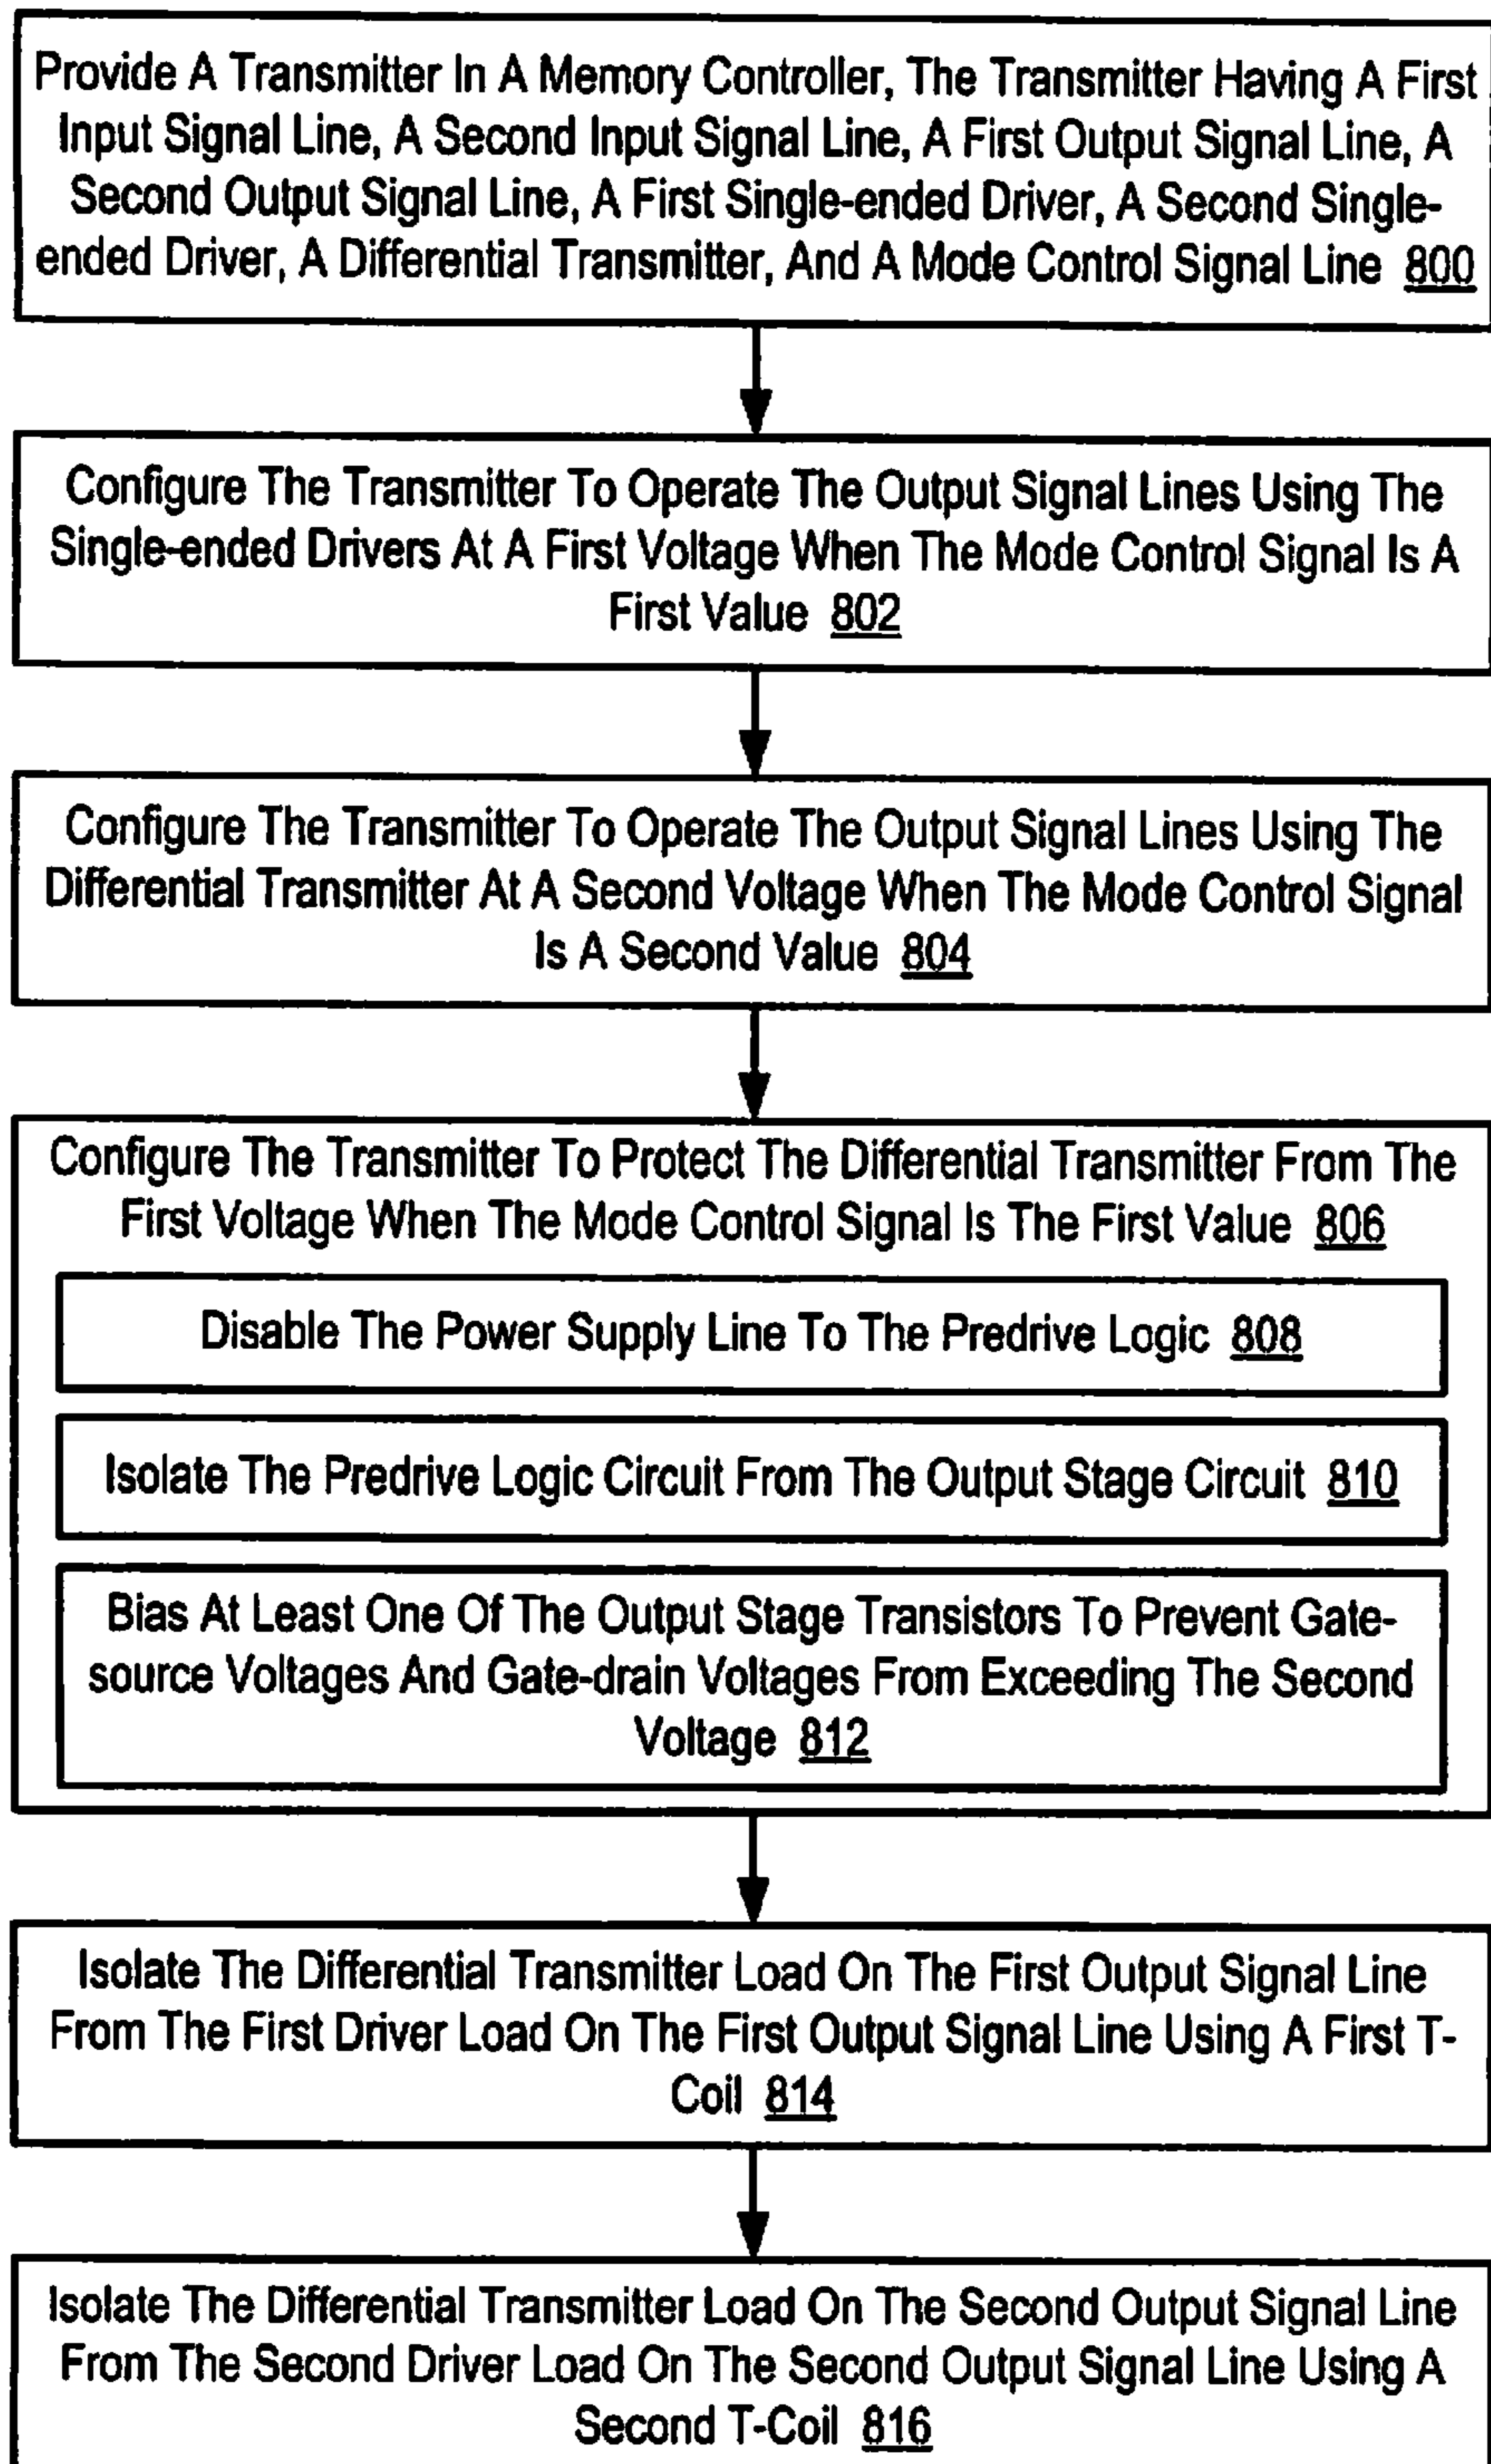 Provide A Transmitter In A Memory Controller, The Transmitter Having A First
Input Signal Line, A Second Input Signal Line, A First Output Signal Line, A
Second Output Signal Line, A First Single-ended Driver, A Second Single-
ended Driver, A Differential Transmitter, And A Mode Control Signal Line 800
Configure The Transmitter To Operate The Output Signal Lines Using The
Single-ended Drivers At A First Voltage When The Mode Control Signal Is A
First Value 802
Configure The Transmitter To Operate The Output Signal Lines Using The
Differential Transmitter At A Second Voltage When The Mode Control Signal
Is A Second Value 804
Configure The Transmitter To Protect The Differential Transmitter From The
First Voltage When The Mode Control Signal Is The First Value 806
Disable The Power Supply Line To The Predrive Logic 808
Isolate The Predrive Logic Circuit From The Output Stage Circuit 810
Bias At Least One Of The Output Stage Transistors To Prevent Gate-
source Voltages And Gate-drain Voltages From Exceeding The Second
Voltage 812
Isolate The Differential Transmitter Load On The First Output Signal Line
From The First Driver Load On The First Output Signal Line Using A First T-
Coil 814
Isolate The Differential Transmitter Load On The Second Output Signal Line
From The Second Driver Load On The Second Output Signal Line Using A
Second T-Coil 816